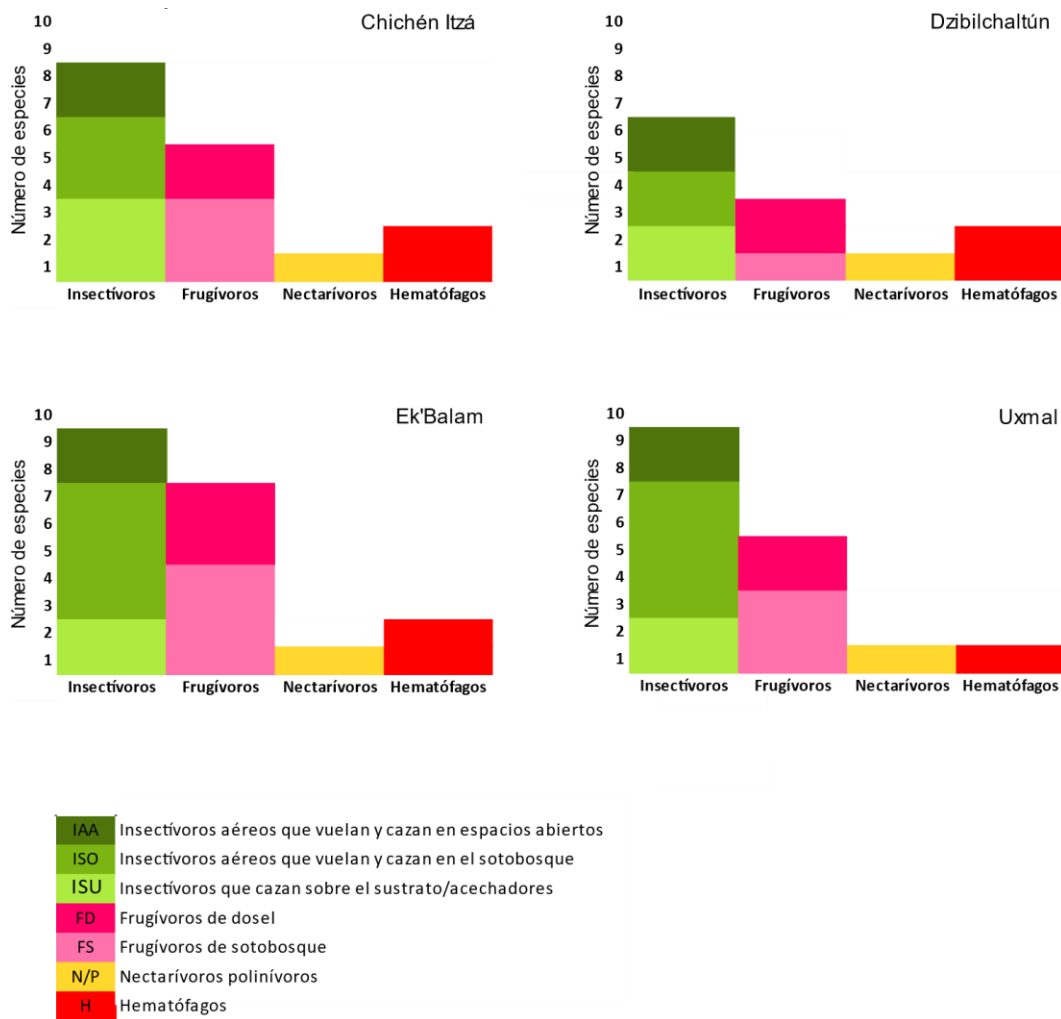 Chichén Itzá
Número de especies
10
9
8
7
6
5
4
3
2
1
Insectívoros Frugívoros Nectarívoros Hematófagos
Dzibilchaltún
Número de especies
10
9
8
7
6
5
4
3
2
1
Insectívoros Frugívoros Nectarívoros Hematófagos
Ek'Balam
Número de especies
10
9
8
7
6
5
4
3
2
1
Insectívoros Frugívoros Nectarívoros Hematófagos
Uxmal
Número de especies
10
9
8
7
6
5
4
3
2
1
Insectívoros Frugívoros Nectarívoros Hematófagos
IAA Insectívoros aéreos que vuelan y cazan en espacios abiertos
ISO Insectívoros aéreos que vuelan y cazan en el sotobosque
ISU Insectívoros que cazan sobre el sustrato/acechadores
FD Frugívoros de dosel
FS Frugívoros de sotobosque
N/P Nectarívoros polinívoros
H Hematófagos